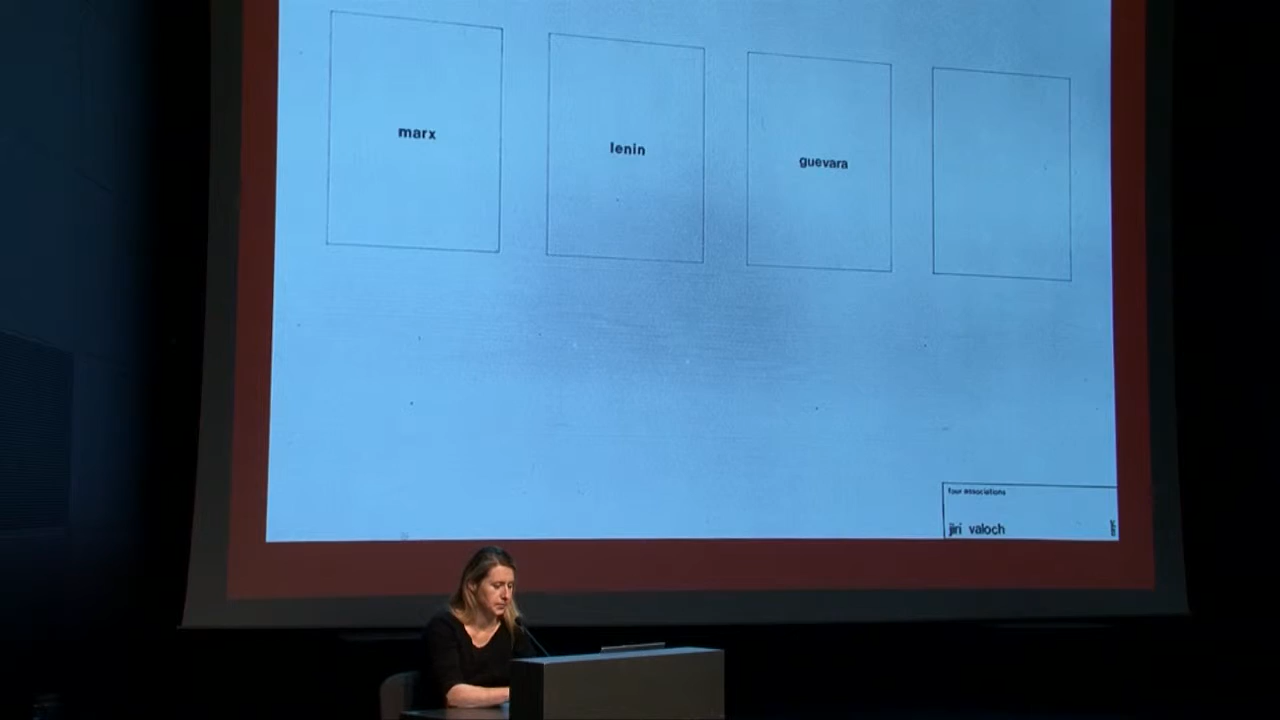 marx
lenin
guevara
four associations
jiri valoch